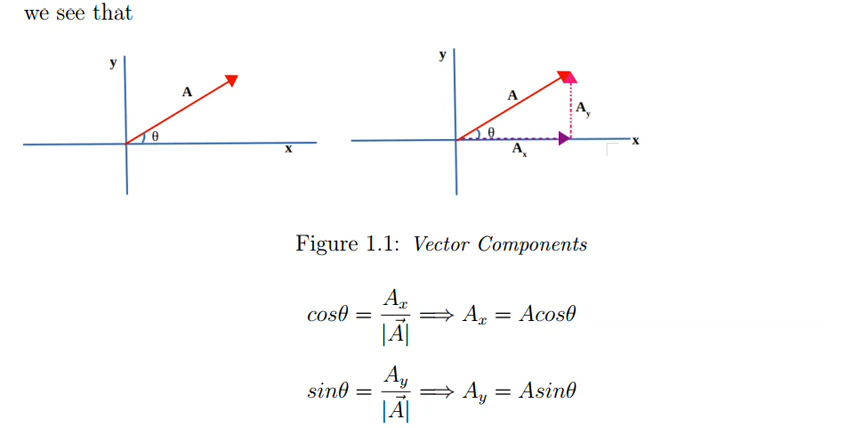 we see that
y
A
θ
x
y
A
θ
A_y
A_x
x
Figure 1.1: Vector Components
cosθ = A_x / |A⃗| ⟹ A_x = Acosθ
sinθ = A_y / |A⃗| ⟹ A_y = Asinθ